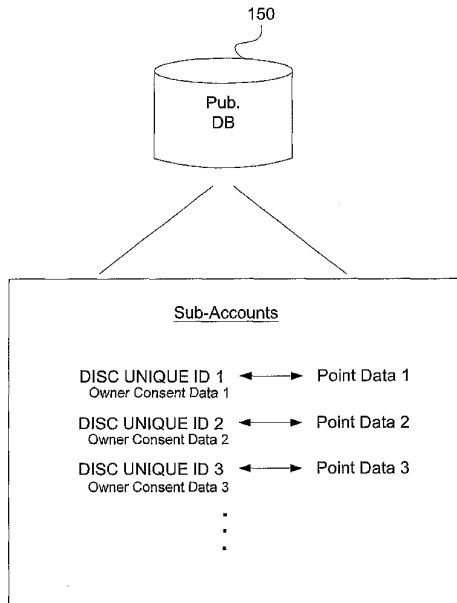 150
Pub.
DB
Sub-Accounts
DISC UNIQUE ID 1 Point Data 1
Owner Consent Data 1
DISC UNIQUE ID 2 Point Data 2
Owner Consent Data 2
DISC UNIQUE ID 3 Point Data 3
Owner Consent Data 3